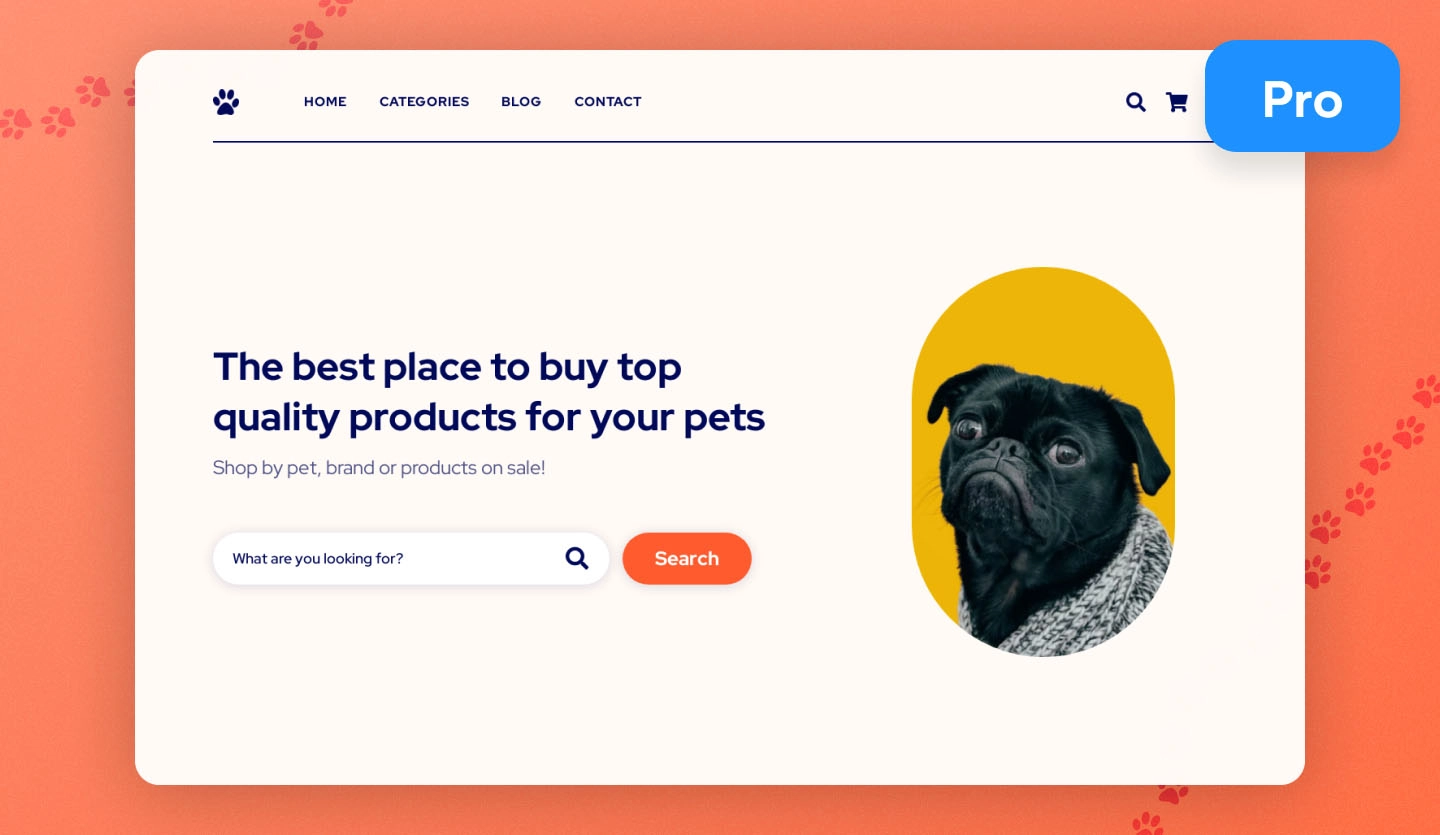 HOME
CATEGORIES
BLOG
CONTACT
Pro
The best place to buy top
quality products for your pets
Shop by pet, brand or products on sale!
What are you looking for?
Search